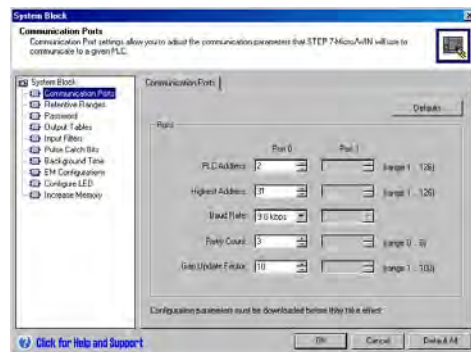 System Block
Communication Ports
Communication Port settings allow you to adjust the communication parameters that STEP 7-Micro/WIN will use to
communicate to a given PLC.
System Block
Communication Ports
Retentive Ranges
Password
Output Tables
Input Filters
Pulse Catch Bits
Background Time
EM Configurations
Configure LED
Increase Memory
Communication Ports
Defaults
Ports
Port 0 Port 1
PLC Address: 2 (range 1 .. 126)
Highest Address: 31 (range 1 .. 126)
Baud Rate: 9.6 kbps
Retry Count: 3 (range 0 .. 8)
Gap Update Factor: 10 (range 1 .. 100)
Configuration parameters must be downloaded before they take effect.
Click for Help and Support
OK Cancel Default All